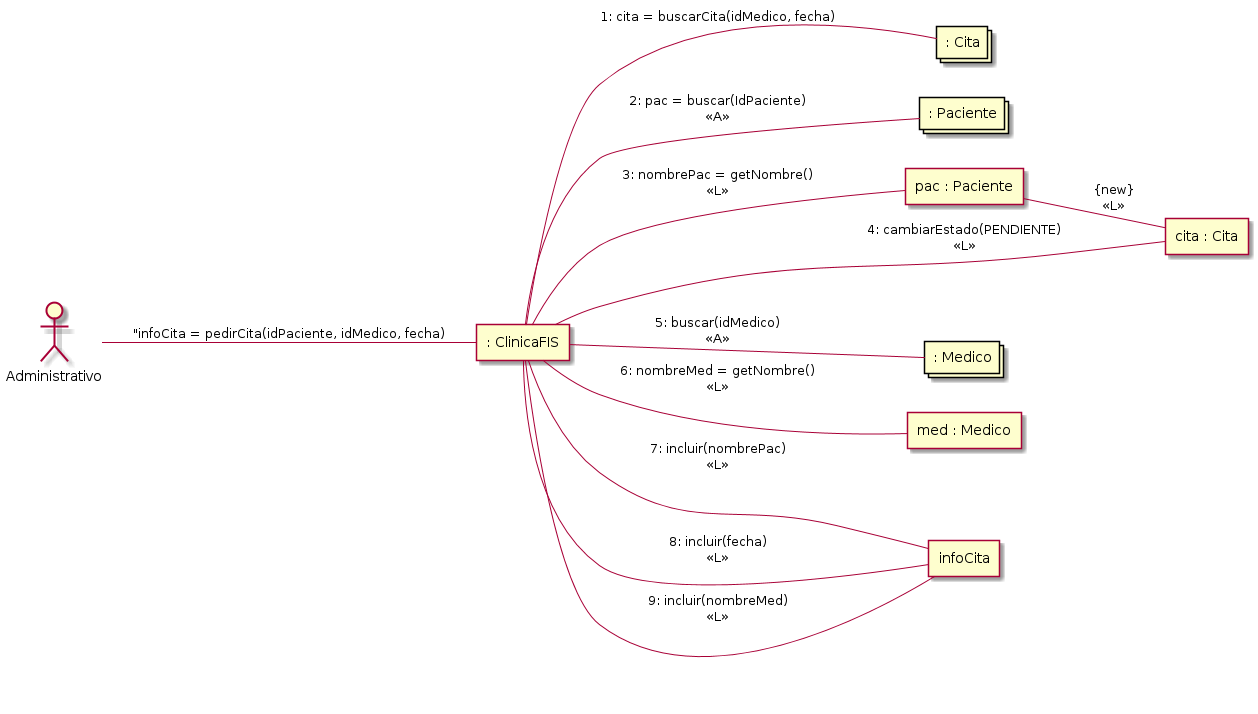 1: cita = buscarCita(idMedico, fecha)
: Cita
2: pac = buscar(IdPaciente)
«A»
: Paciente
3: nombrePac = getNombre()
«L»
pac : Paciente
{new}
«L»
4: cambiarEstado(PENDIENTE)
«L»
cita : Cita
"infoCita = pedirCita(idPaciente, idMedico, fecha)
Administrativo
: ClinicaFIS
5: buscar(idMedico)
«A»
: Medico
6: nombreMed = getNombre()
«L»
med : Medico
7: incluir(nombrePac)
«L»
8: incluir(fecha)
«L»
infoCita
9: incluir(nombreMed)
«L»